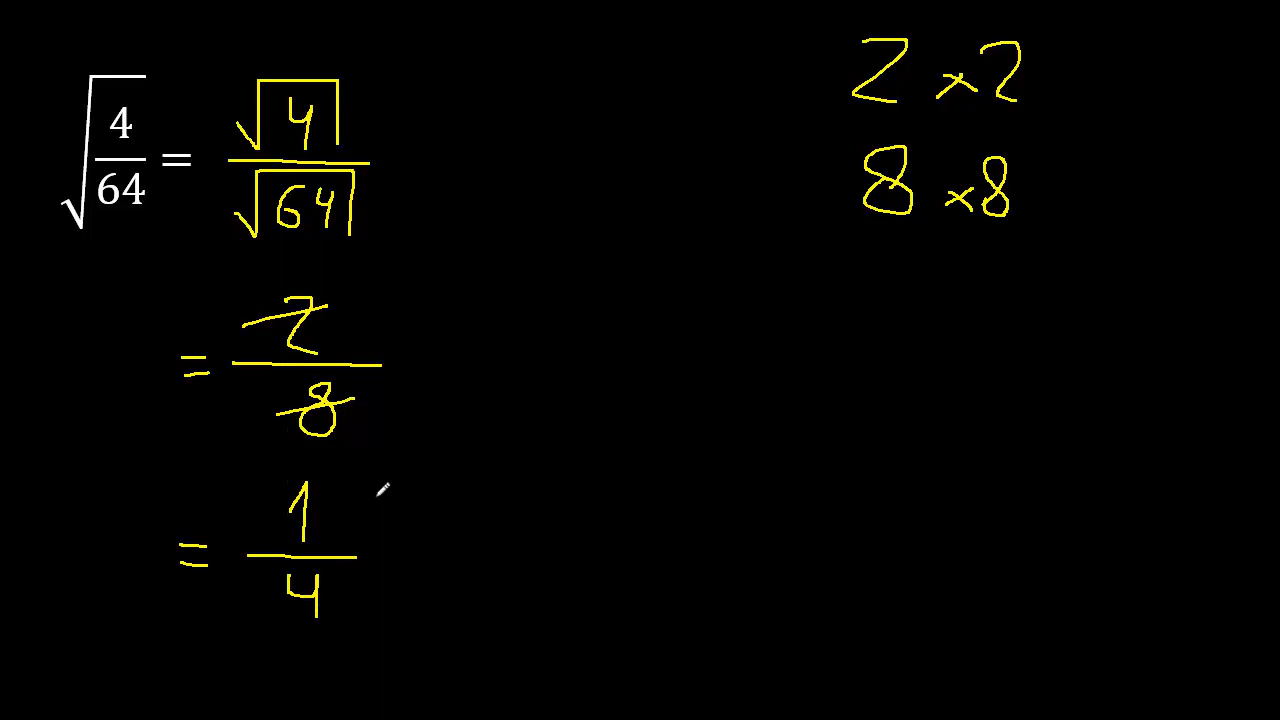 √(4/64) = √4/√64
= 2/8
= 1/4
2 × 2
8 × 8